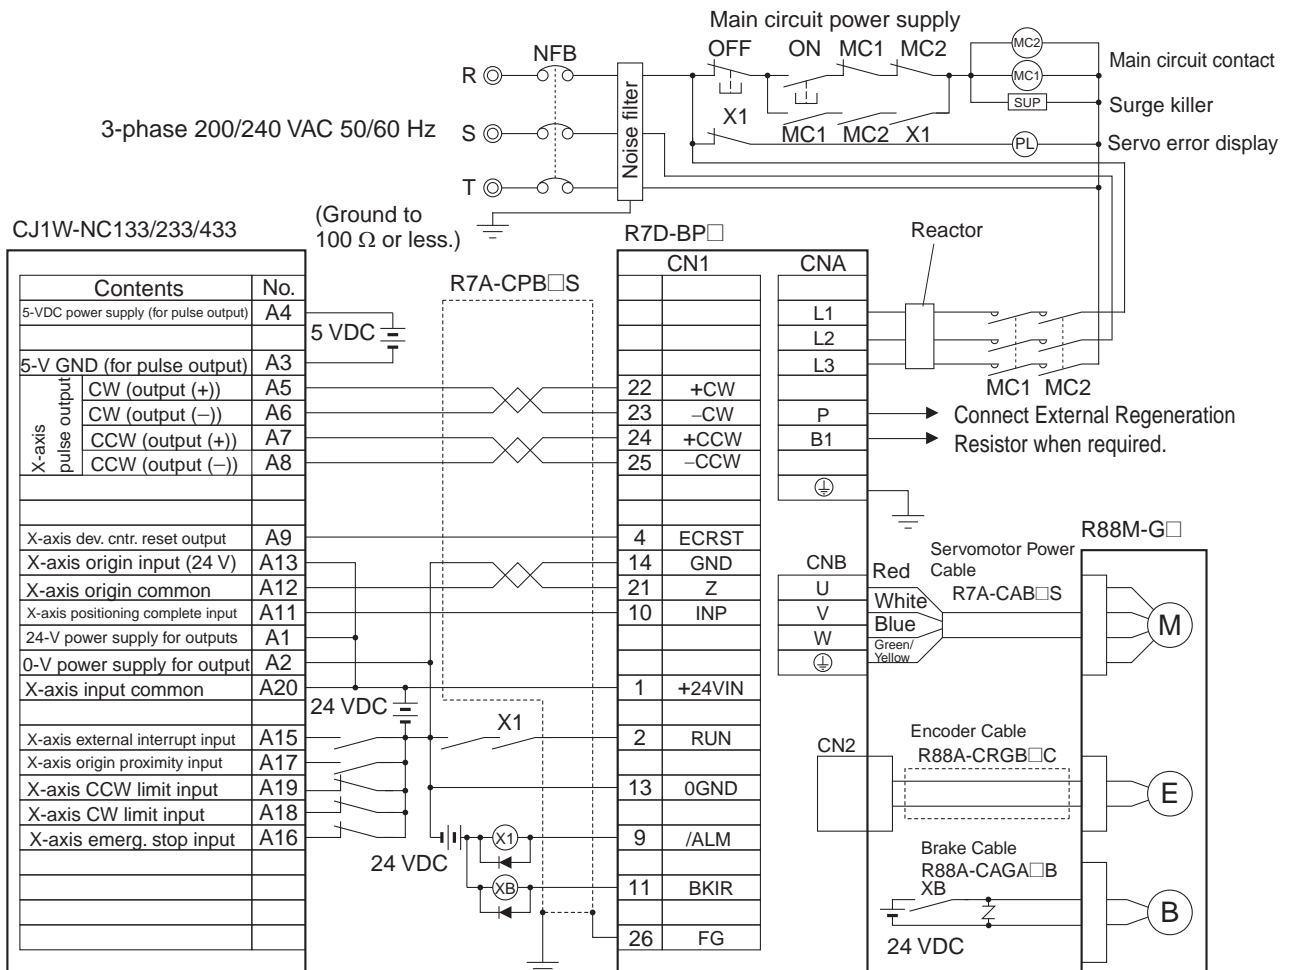 Main circuit power supply
OFF ON MC1 MC2
NFB
MC2
Main circuit contact
R
MC1
SUP
Surge killer
X1
3-phase 200/240 VAC 50/60 Hz
S
Noise filter
MC1 MC2 X1
PL
Servo error display
T
(Ground to
100 Ω or less.)
CJ1W-NC133/233/433
R7D-BP□
Reactor
R7A-CPB□S
CN1
CNA
Contents No.
5-VDC power supply (for pulse output) A4
5 VDC
5-V GND (for pulse output) A3
X-axis
pulse output
CW (output (+)) A5
CW (output (−)) A6
CCW (output (+)) A7
CCW (output (−)) A8
22 +CW
23 −CW
24 +CCW
25 −CCW
L1
L2
L3
MC1 MC2
P
B1
Connect External Regeneration
Resistor when required.
X-axis dev. cntr. reset output A9
X-axis origin input (24 V) A13
X-axis origin common A12
X-axis positioning complete input A11
24-V power supply for outputs A1
0-V power supply for output A2
X-axis input common A20
4 ECRST
14 GND
21 Z
10 INP
1 +24VIN
24 VDC
X1
CNB
U
V
W
Red
White
Blue
Green/
Yellow
Servomotor Power
Cable
R7A-CAB□S
R88M-G□
M
X-axis external interrupt input A15
X-axis origin proximity input A17
X-axis CCW limit input A19
X-axis CW limit input A18
X-axis emerg. stop input A16
2 RUN
13 0GND
24 VDC
X1
9 /ALM
XB
11 BKIR
26 FG
CN2
Encoder Cable
R88A-CRGB□C
E
Brake Cable
R88A-CAGA□B
XB
24 VDC
B